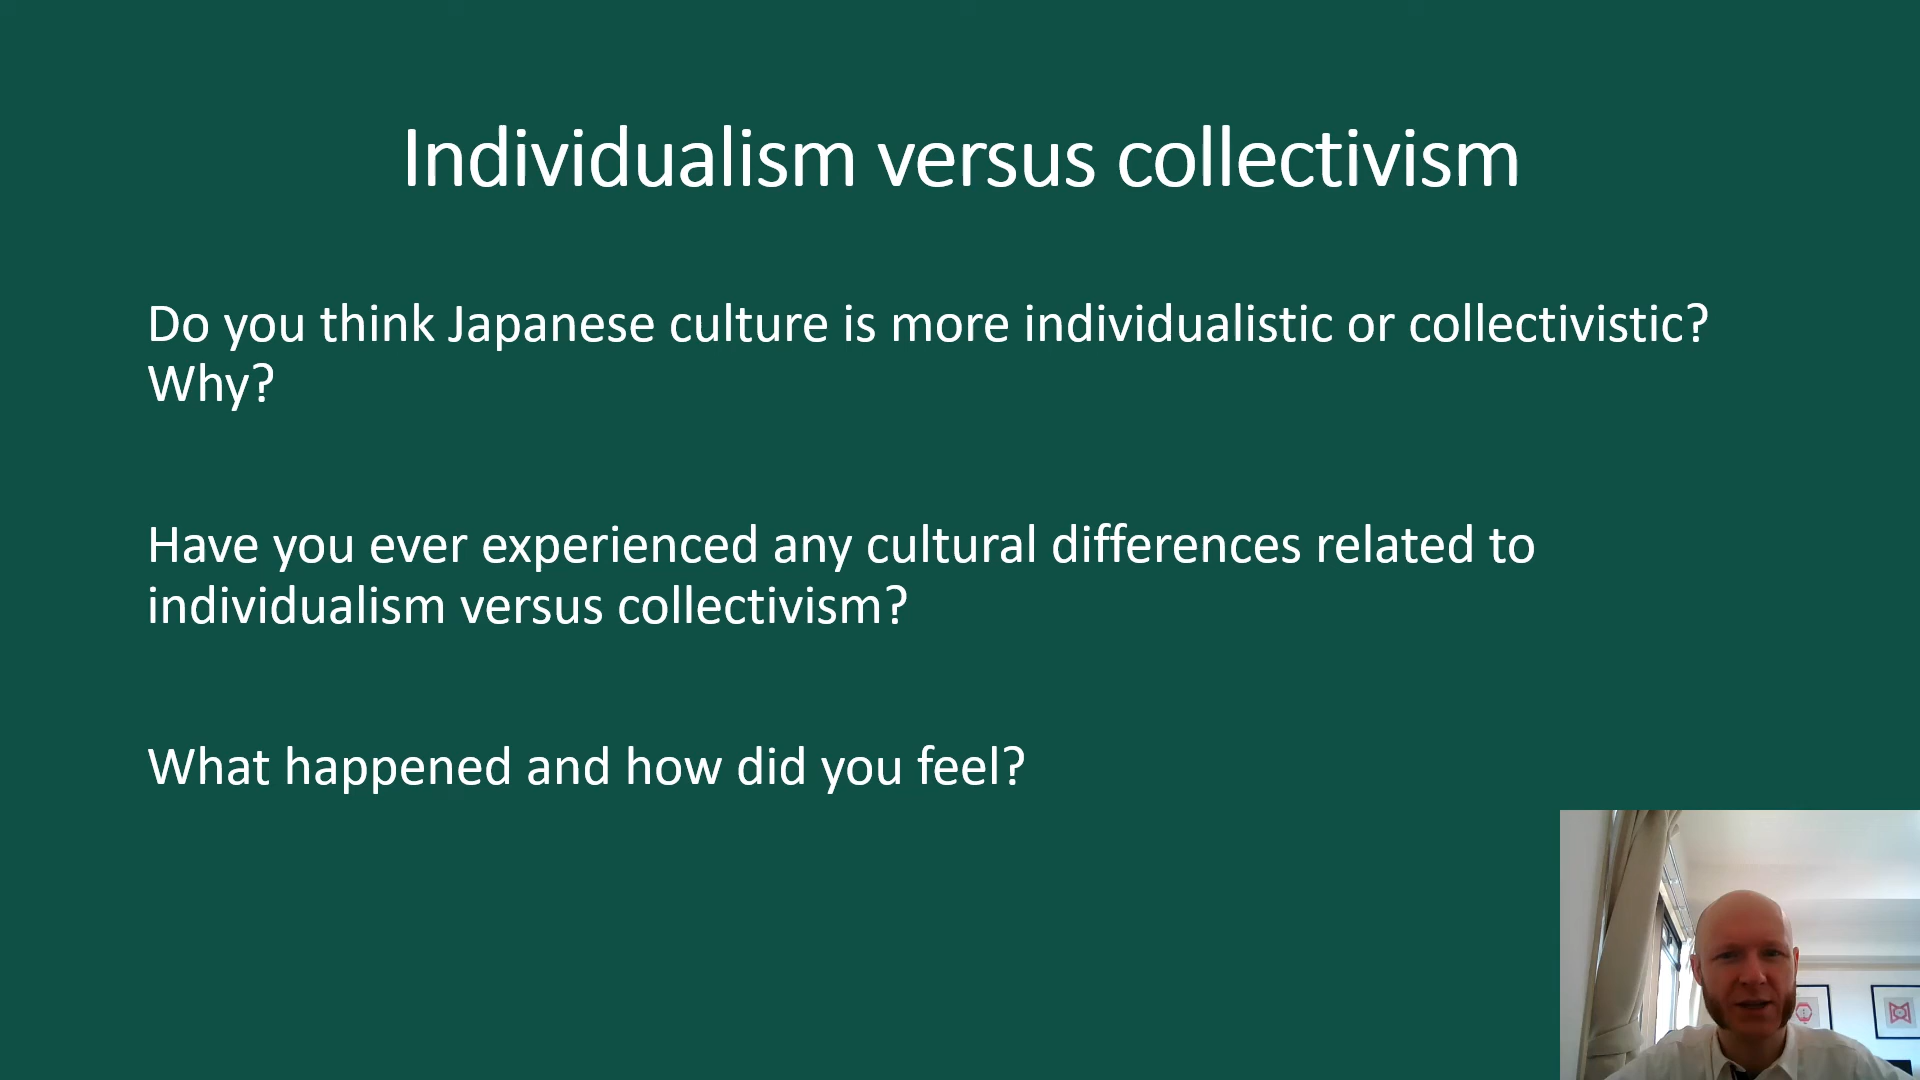 Individualism versus collectivism
Do you think Japanese culture is more individualistic or collectivistic?
Why?
Have you ever experienced any cultural differences related to
individualism versus collectivism?
What happened and how did you feel?